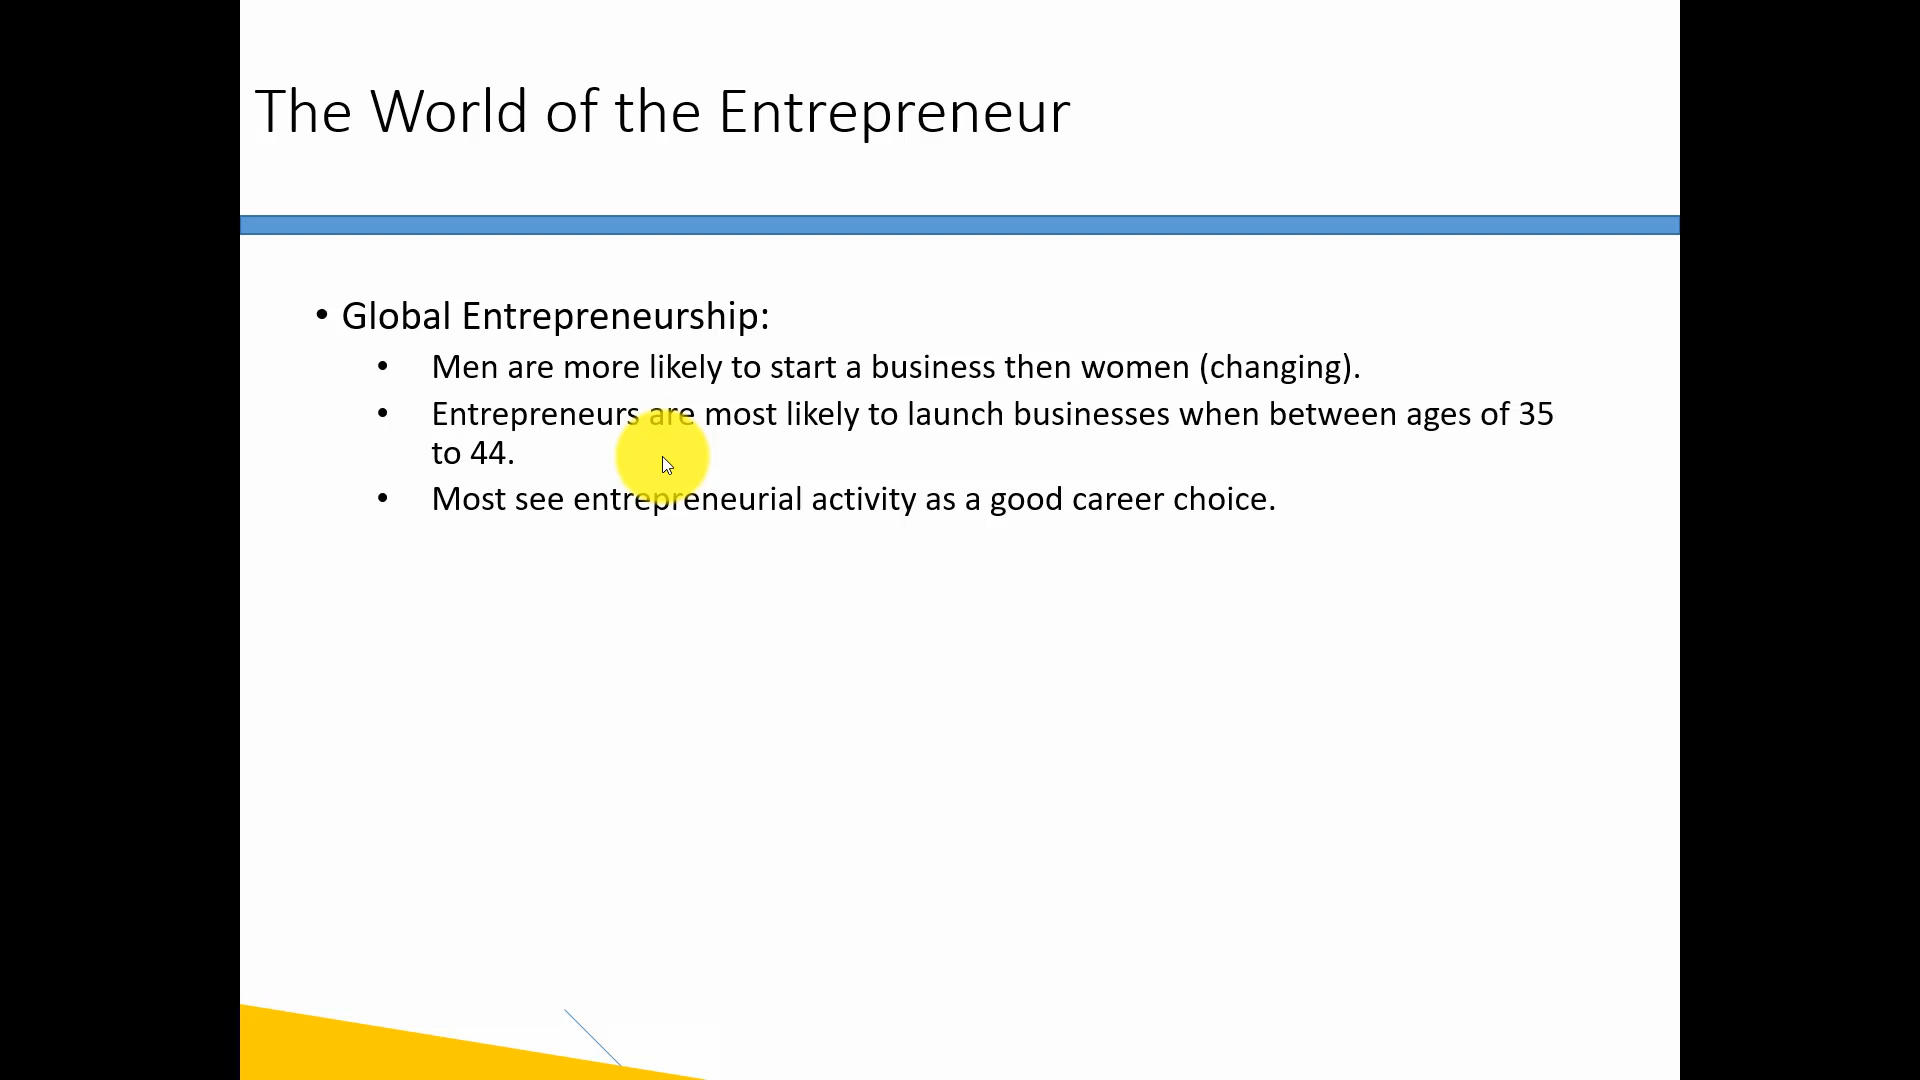 The World of the Entrepreneur
• Global Entrepreneurship:
• Men are more likely to start a business then women (changing).
• Entrepreneurs are most likely to launch businesses when between ages of 35
to 44.
• Most see entrepreneurial activity as a good career choice.